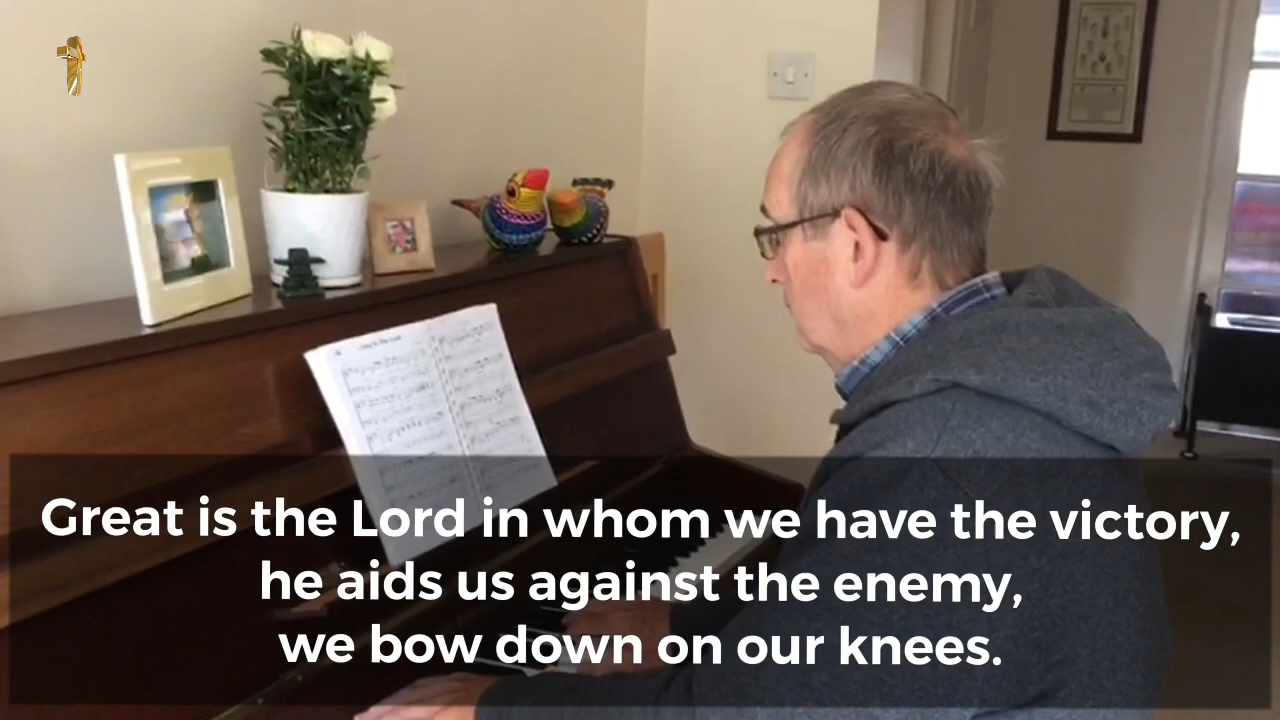 Great is the Lord in whom we have the victory,
he aids us against the enemy,
we bow down on our knees.